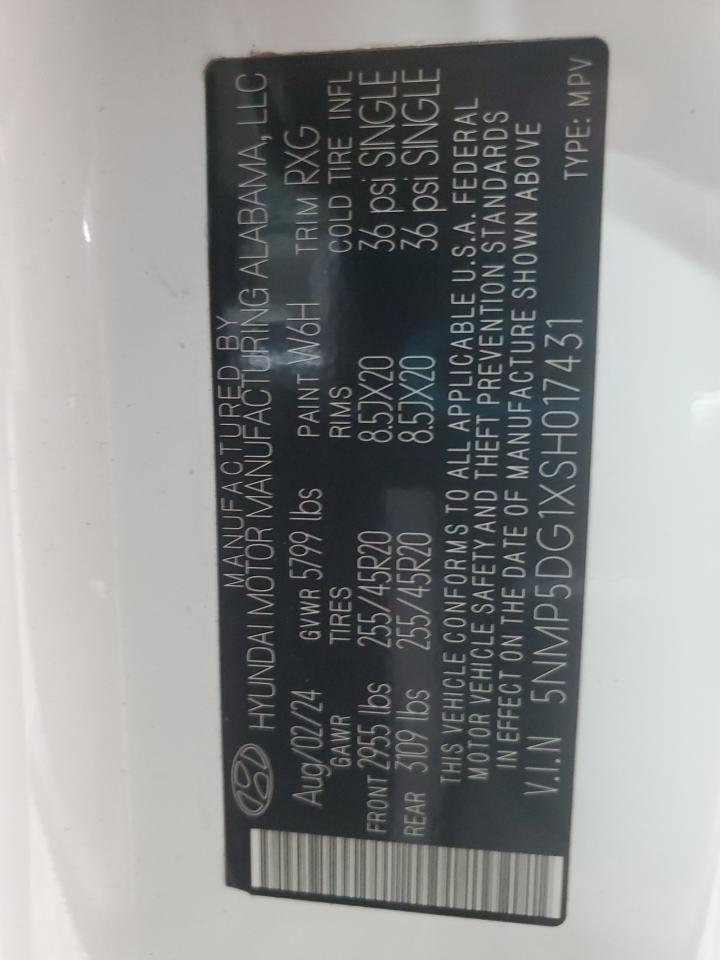 MANUFACTURED BY
HYUNDAI MOTOR MANUFACTURING ALABAMA, LLC
Aug/02/24 GVWR 5799 lbs PAINT W6H TRIM RXG
GAWR TIRES RIMS COLD TIRE INFL
FRONT 2955 lbs 255/45R20 8.5JX20 36 psi SINGLE
REAR 3109 lbs 255/45R20 8.5JX20 36 psi SINGLE
THIS VEHICLE CONFORMS TO ALL APPLICABLE U.S.A. FEDERAL
MOTOR VEHICLE SAFETY AND THEFT PREVENTION STANDARDS
IN EFFECT ON THE DATE OF MANUFACTURE SHOWN ABOVE
V.I.N 5NMP5DG1XSH017431 TYPE: MPV